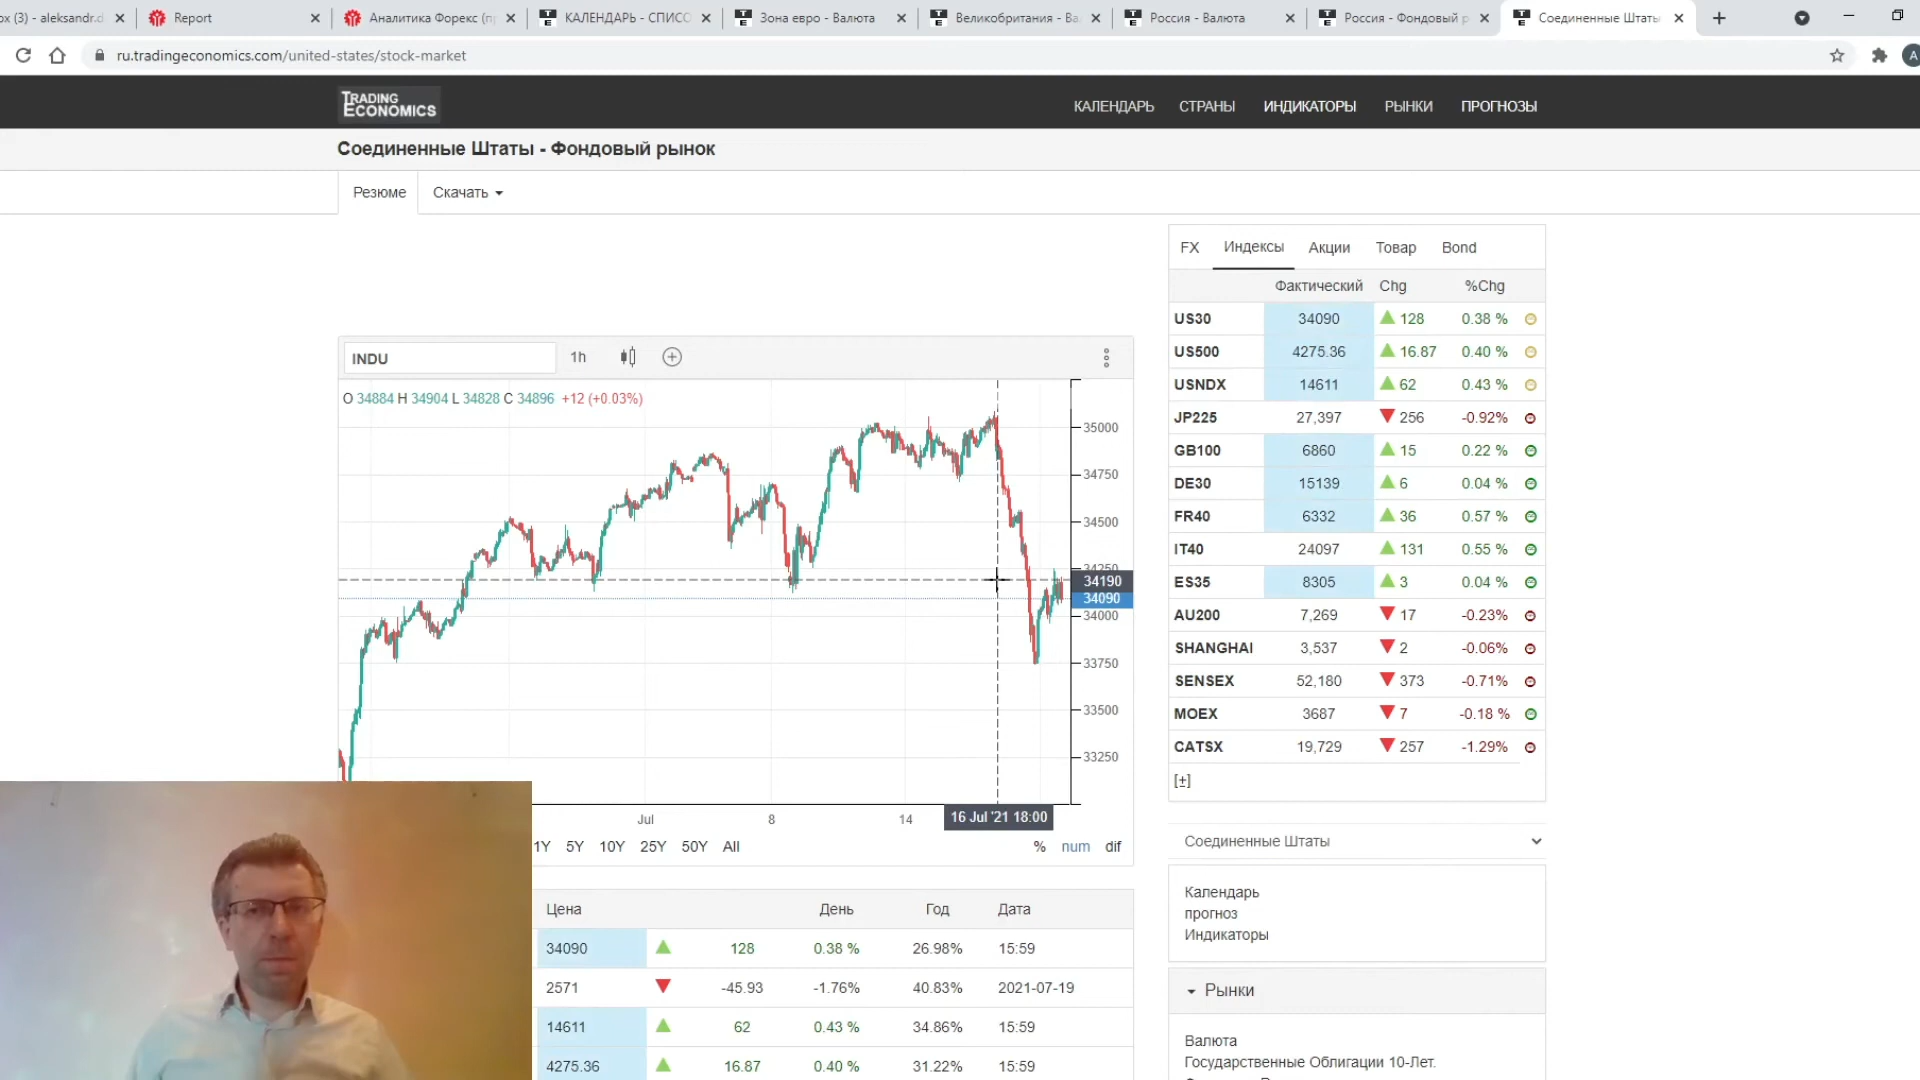 ox (3) - aleksandr.d
Report
Аналитика Форекс (п
КАЛЕНДАРЬ - СПИСО
Зона евро - Валюта
Великобритания - Ва
Россия - Валюта
Россия - Фондовый р
Соединенные Штаты
ru.tradingeconomics.com/united-states/stock-market
A
TRADING
ECONOMICS
КАЛЕНДАРЬ СТРАНЫ ИНДИКАТОРЫ РЫНКИ ПРОГНОЗЫ
Соединенные Штаты - Фондовый рынок
Резюме Скачать
INDU 1h
O 34884 H 34904 L 34828 C 34896 +12 (+0.03%)
35000
34750
34500
34250
34190
34090
34000
33750
33500
33250
Jul 8 14 16 Jul '21 18:00
1Y 5Y 10Y 25Y 50Y All % num dif
Цена День Год Дата
34090 128 0.38 % 26.98% 15:59
2571 -45.93 -1.76% 40.83% 2021-07-19
14611 62 0.43 % 34.86% 15:59
4275.36 16.87 0.40 % 31.22% 15:59
FX Индексы Акции Товар Bond
Фактический Chg %Chg
US30 34090 128 0.38 %
US500 4275.36 16.87 0.40 %
USNDX 14611 62 0.43 %
JP225 27,397 256 -0.92%
GB100 6860 15 0.22 %
DE30 15139 6 0.04 %
FR40 6332 36 0.57 %
IT40 24097 131 0.55 %
ES35 8305 3 0.04 %
AU200 7,269 17 -0.23%
SHANGHAI 3,537 2 -0.06%
SENSEX 52,180 373 -0.71%
MOEX 3687 7 -0.18 %
CATSX 19,729 257 -1.29%
[±]
Соединенные Штаты
Календарь
прогноз
Индикаторы
Рынки
Валюта
Государственные Облигации 10-Лет.